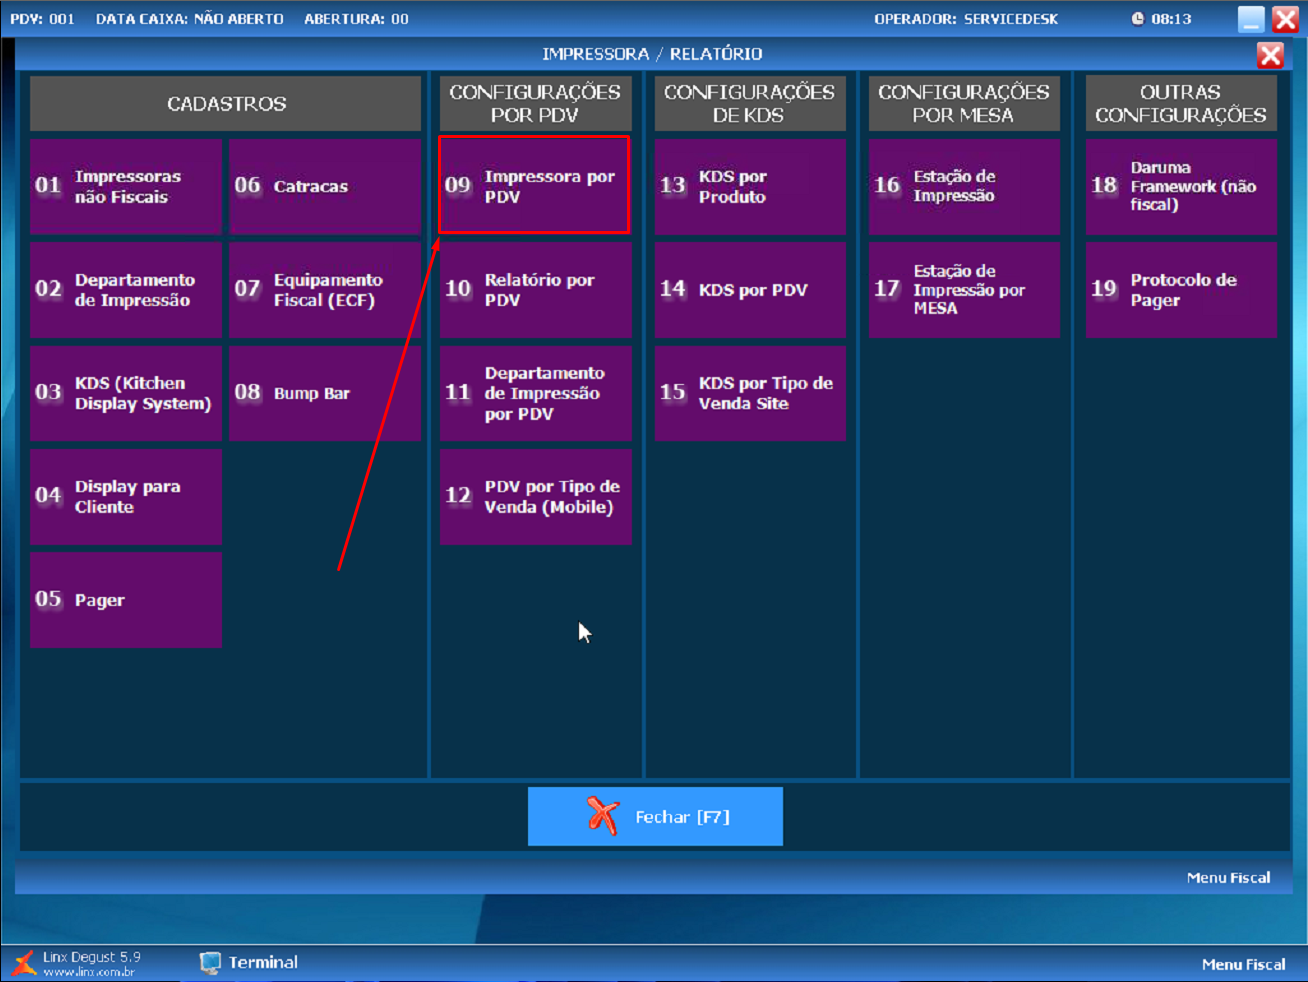 PDV: 001 DATA CAIXA: NÃO ABERTO ABERTURA: 00 OPERADOR: SERVICEDESK 08:13
IMPRESSORA / RELATÓRIO
CADASTROS
01 Impressoras
não Fiscais
06 Catracas
02 Departamento
de Impressão
07 Equipamento
Fiscal (ECF)
03 KDS (Kitchen
Display System)
08 Bump Bar
04 Display para
Cliente
05 Pager
CONFIGURAÇÕES
POR PDV
09 Impressora por
PDV
10 Relatório por
PDV
11 Departamento
de Impressão
por PDV
12 PDV por Tipo de
Venda (Mobile)
CONFIGURAÇÕES
DE KDS
13 KDS por
Produto
14 KDS por PDV
15 KDS por Tipo de
Venda Site
CONFIGURAÇÕES
POR MESA
16 Estação de
Impressão
17 Estação de
Impressão por
MESA
OUTRAS
CONFIGURAÇÕES
18 Daruma
Framework (não
fiscal)
19 Protocolo de
Pager
Fechar [F7]
Menu Fiscal
Linx Degust 5.9
www.linx.com.br
Terminal
Menu Fiscal